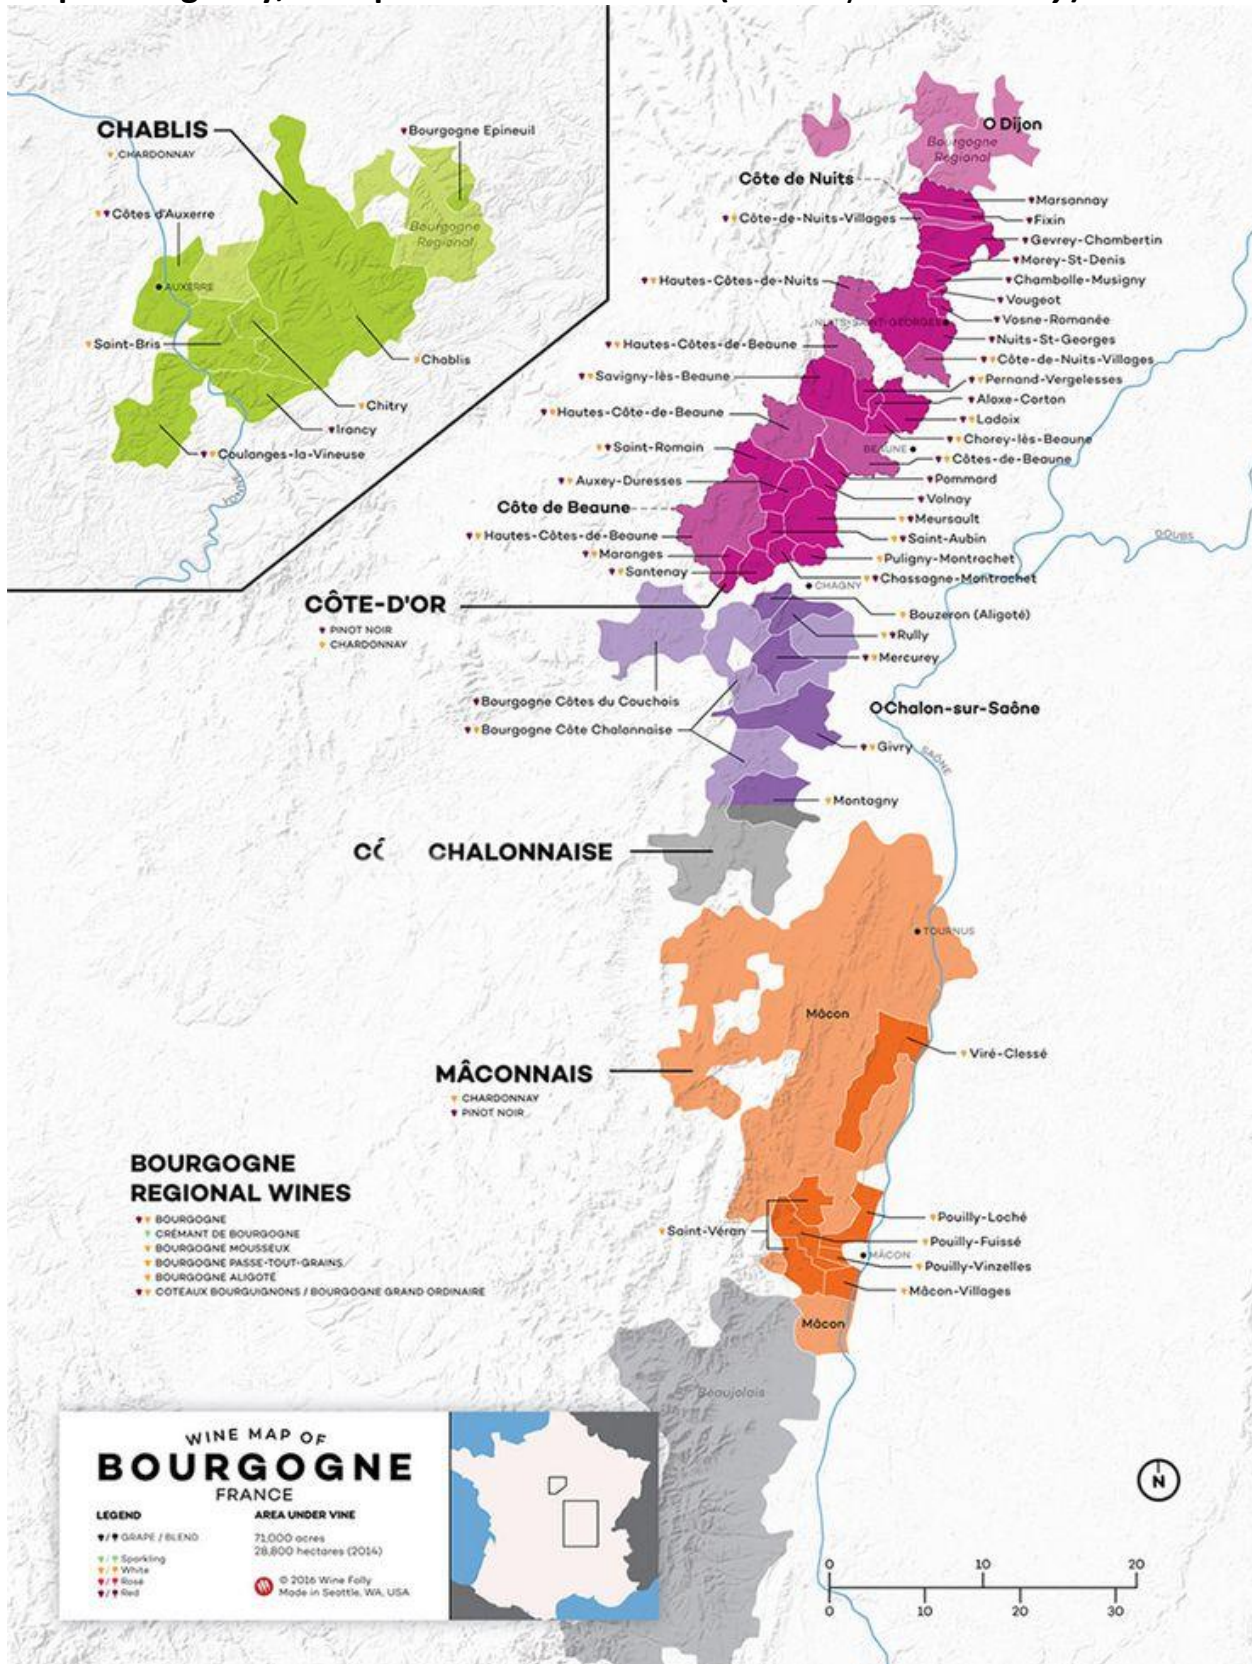 CHABLIS
CHARDONNAY
Bourgogne Epineuil
Côtes d'Auxerre
Bourgogne
Regional
AUXERRE
Saint-Bris
Chablis
Chitry
Irancy
Coulanges-la-Vineuse
YONNE
Dijon
Bourgogne
Regional
Côte de Nuits
Marsannay
Côte-de-Nuits-Villages
Fixin
Gevrey-Chambertin
Morey-St-Denis
Hautes-Côtes-de-Nuits
Chambolle-Musigny
Vougeot
NUITS-SAINT-GEORGES
Vosne-Romanée
Nuits-St-Georges
Hautes-Côtes-de-Beaune
Côte-de-Nuits-Villages
Savigny-lès-Beaune
Pernand-Vergelesses
Aloxe-Corton
Hautes-Côte-de-Beaune
Ladoix
Chorey-lès-Beaune
Saint-Romain
BEAUNE
Côtes-de-Beaune
Auxey-Duresses
Pommard
Volnay
Côte de Beaune
Meursault
Hautes-Côtes-de-Beaune
Saint-Aubin
Maranges
Puligny-Montrachet
Santenay
Chassagne-Montrachet
DOUBS
CHAGNY
CÔTE-D'OR
PINOT NOIR
CHARDONNAY
Bouzeron (Aligoté)
Rully
Mercurey
Bourgogne Côtes du Couchois
Chalon-sur-Saône
Bourgogne Côte Chalonnaise
Givry
SAÔNE
Montagny
CHALONNAISE
TOURNUS
Mâcon
Viré-Clessé
MÂCONNAIS
CHARDONNAY
PINOT NOIR
BOURGOGNE
REGIONAL WINES
BOURGOGNE
CRÉMANT DE BOURGOGNE
BOURGOGNE MOUSSEUX
BOURGOGNE PASSE-TOUT-GRAINS
BOURGOGNE ALIGOTÉ
COTEAUX BOURGUIGNONS / BOURGOGNE GRAND ORDINAIRE
Pouilly-Loché
Saint-Véran
Pouilly-Fuissé
MÂCON
Pouilly-Vinzelles
Mâcon-Villages
Mâcon
Beaujolais
WINE MAP OF
BOURGOGNE
FRANCE
LEGEND
GRAPE / BLEND
Sparkling
White
Rosé
Red
AREA UNDER VINE
71,000 acres
28,800 hectares (2014)
© 2016 Wine Folly
Made in Seattle, WA, USA
N
0 10 20
0 10 20 30